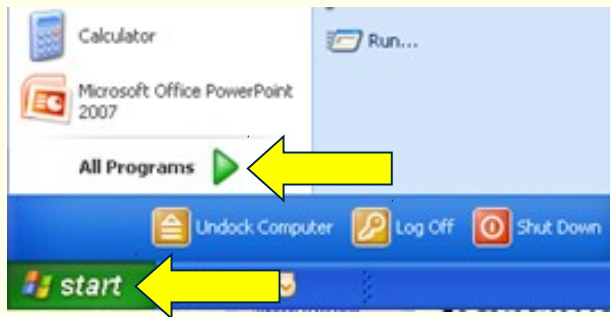 Calculator
Run...
Microsoft Office PowerPoint
2007
All Programs
Undock Computer
Log Off
Shut Down
start